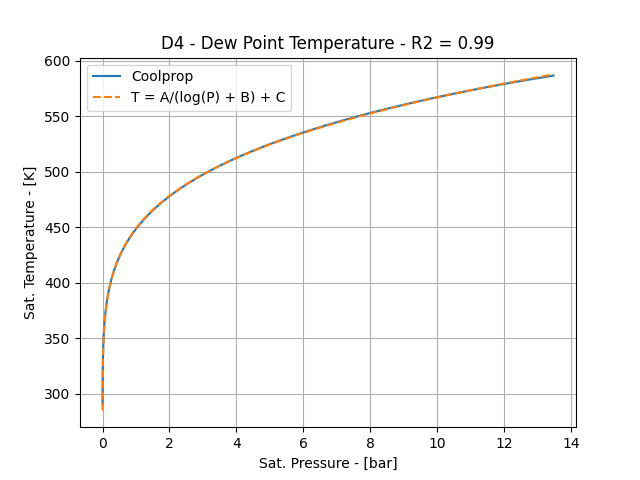 D4 - Dew Point Temperature - R2 = 0.99
Coolprop
T = A/(log(P) + B) + C
Sat. Temperature - [K]
600
550
500
450
400
350
300
0 2 4 6 8 10 12 14
Sat. Pressure - [bar]